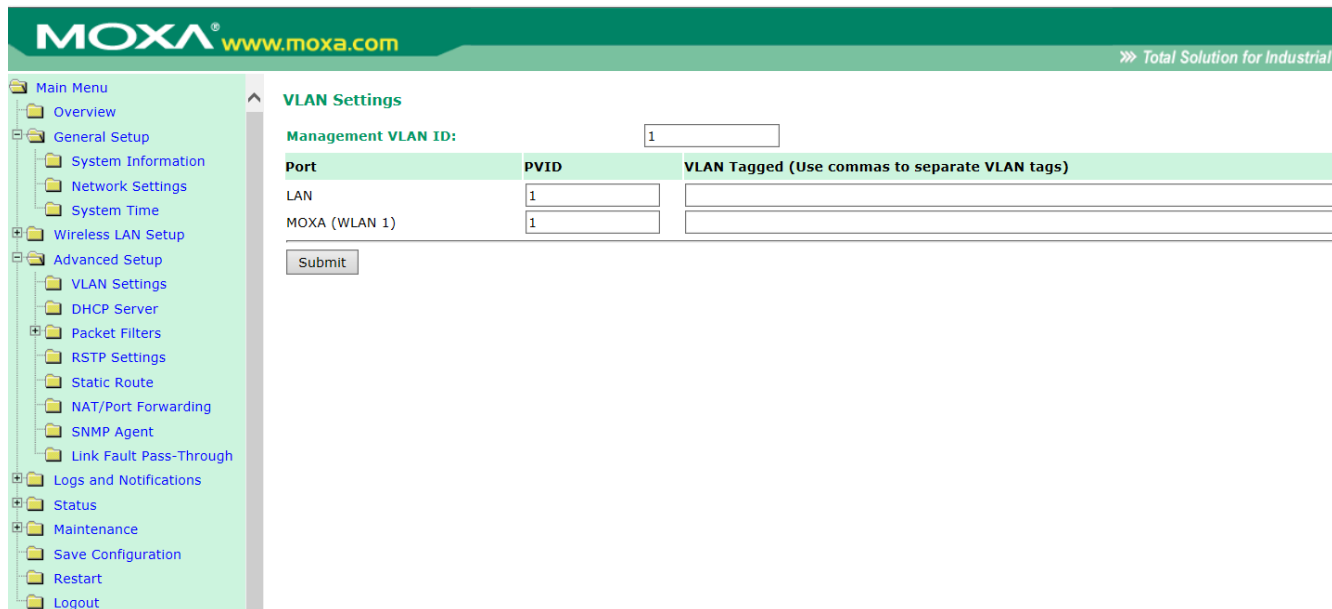 MOXA® www.moxa.com
Total Solution for Industrial
Main Menu
Overview
General Setup
System Information
Network Settings
System Time
Wireless LAN Setup
Advanced Setup
VLAN Settings
DHCP Server
Packet Filters
RSTP Settings
Static Route
NAT/Port Forwarding
SNMP Agent
Link Fault Pass-Through
Logs and Notifications
Status
Maintenance
Save Configuration
Restart
Logout
VLAN Settings
Management VLAN ID: 1
Port PVID VLAN Tagged (Use commas to separate VLAN tags)
LAN 1
MOXA (WLAN 1) 1
Submit